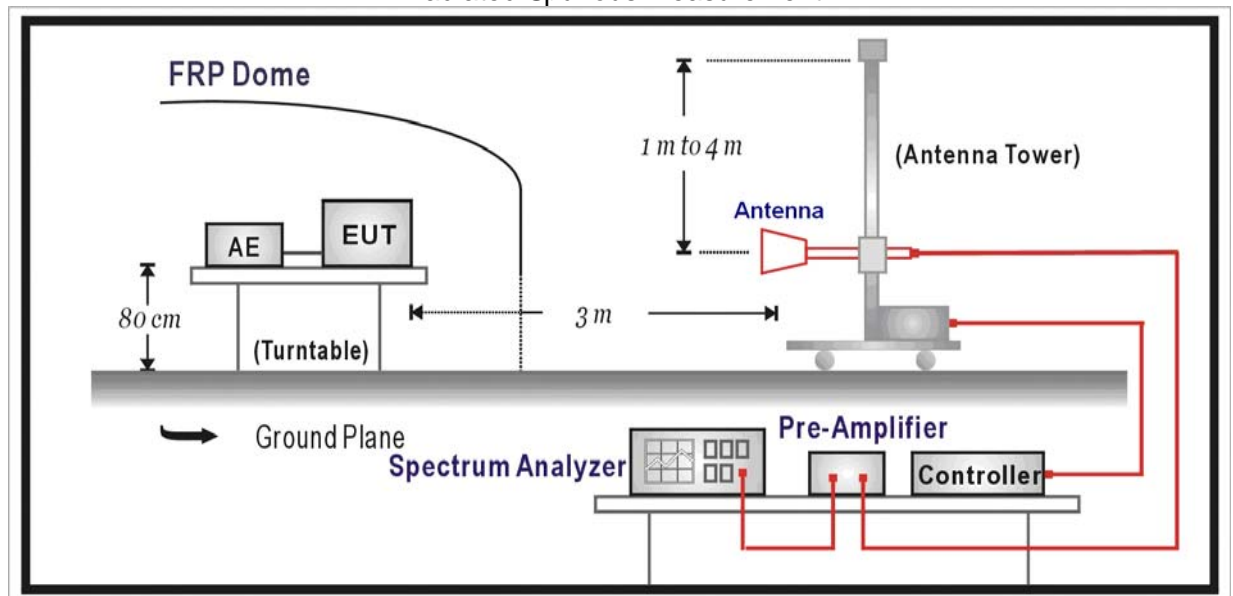 FRP Dome
1 m to 4 m
(Antenna Tower)
Antenna
AE
EUT
80 cm
3 m
(Turntable)
Ground Plane
Pre-Amplifier
Spectrum Analyzer
Controller